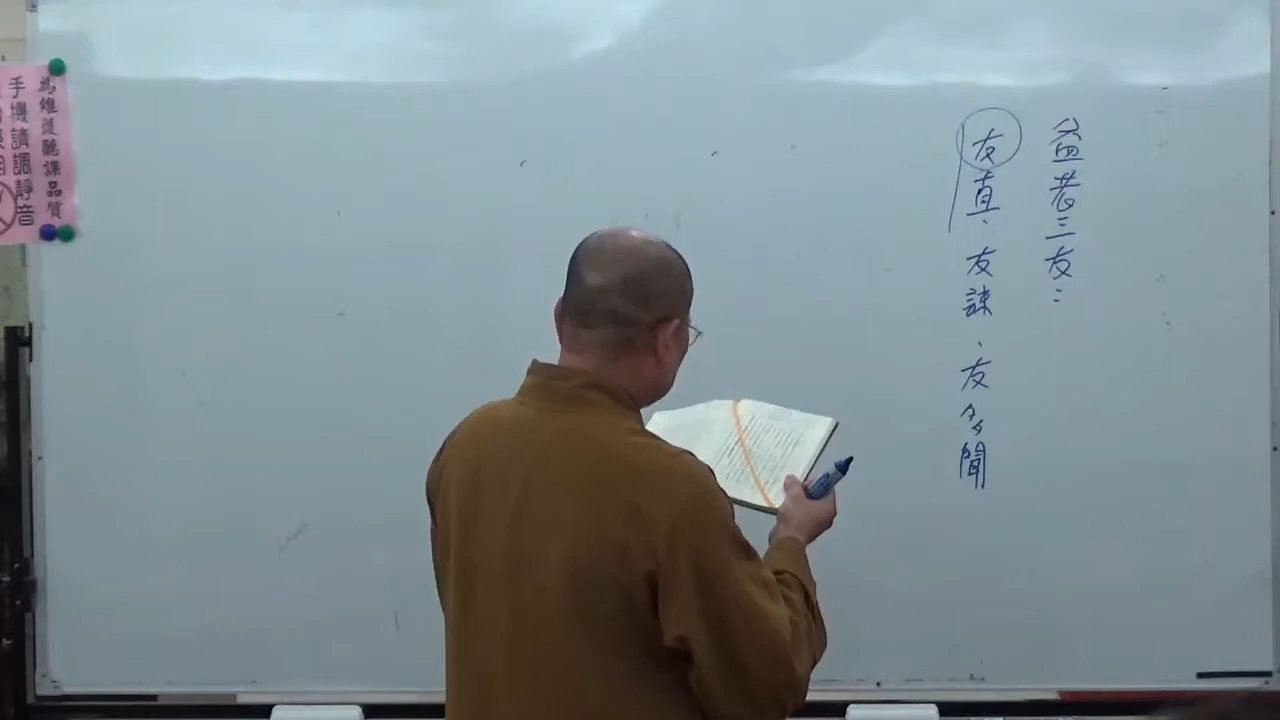 益者三友：
友直、友諒、友多聞
為維護聽課品質
手機請調靜音